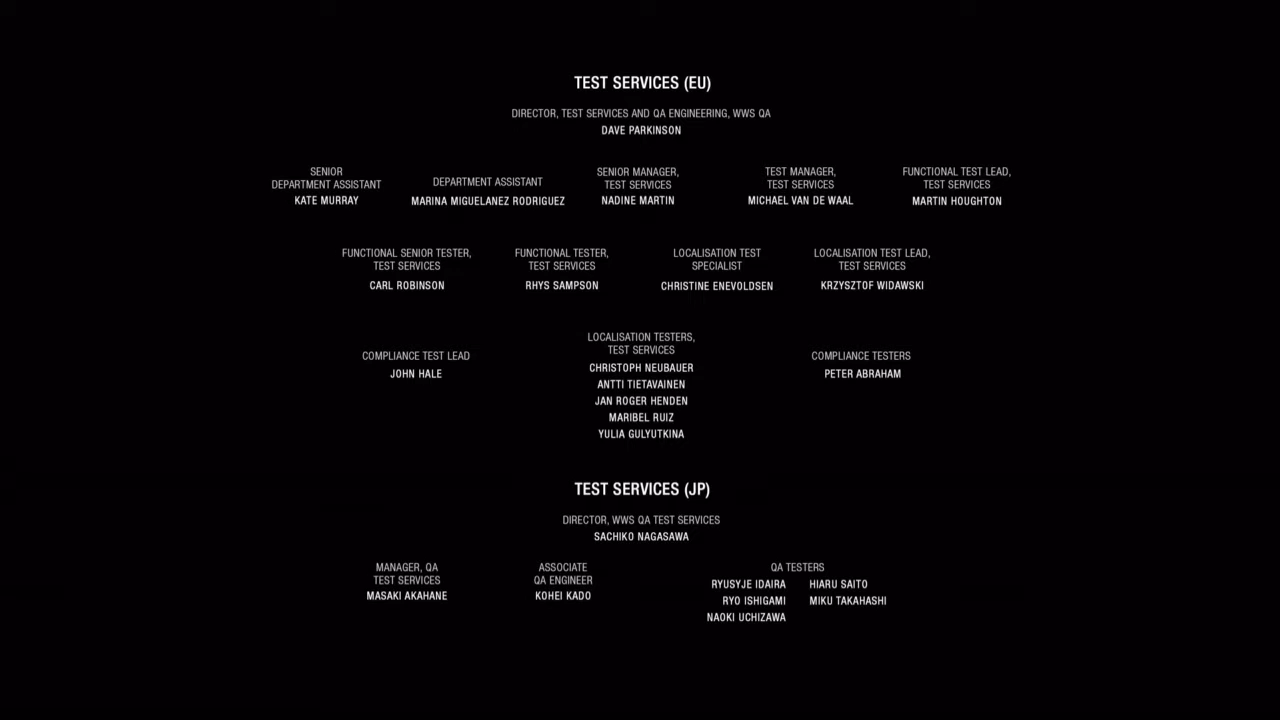 TEST SERVICES (EU)
DIRECTOR, TEST SERVICES AND QA ENGINEERING, WWS QA
DAVE PARKINSON
SENIOR
DEPARTMENT ASSISTANT
KATE MURRAY
DEPARTMENT ASSISTANT
MARINA MIGUELANEZ RODRIGUEZ
SENIOR MANAGER,
TEST SERVICES
NADINE MARTIN
TEST MANAGER,
TEST SERVICES
MICHAEL VAN DE WAAL
FUNCTIONAL TEST LEAD,
TEST SERVICES
MARTIN HOUGHTON
FUNCTIONAL SENIOR TESTER,
TEST SERVICES
CARL ROBINSON
FUNCTIONAL TESTER,
TEST SERVICES
RHYS SAMPSON
LOCALISATION TEST
SPECIALIST
CHRISTINE ENEVOLDSEN
LOCALISATION TEST LEAD,
TEST SERVICES
KRZYSZTOF WIDAWSKI
COMPLIANCE TEST LEAD
JOHN HALE
LOCALISATION TESTERS,
TEST SERVICES
CHRISTOPH NEUBAUER
ANTTI TIETAVAINEN
JAN ROGER HENDEN
MARIBEL RUIZ
YULIA GULYUTKINA
COMPLIANCE TESTERS
PETER ABRAHAM
TEST SERVICES (JP)
DIRECTOR, WWS QA TEST SERVICES
SACHIKO NAGASAWA
MANAGER, QA
TEST SERVICES
MASAKI AKAHANE
ASSOCIATE
QA ENGINEER
KOHEI KADO
QA TESTERS
RYUSYJE IDAIRA
RYO ISHIGAMI
NAOKI UCHIZAWA
HIARU SAITO
MIKU TAKAHASHI